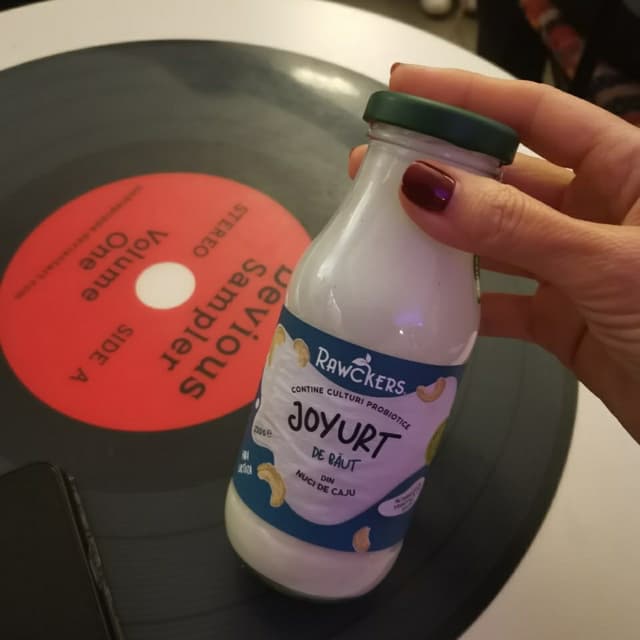 Devious
Sampler
Volume
One
STEREO
SIDE A
RAWCKERS
CONTINE CULTURI PROBIOTICE
JOYURT
DE BĂUT
DIN
NUCI DE CAJU